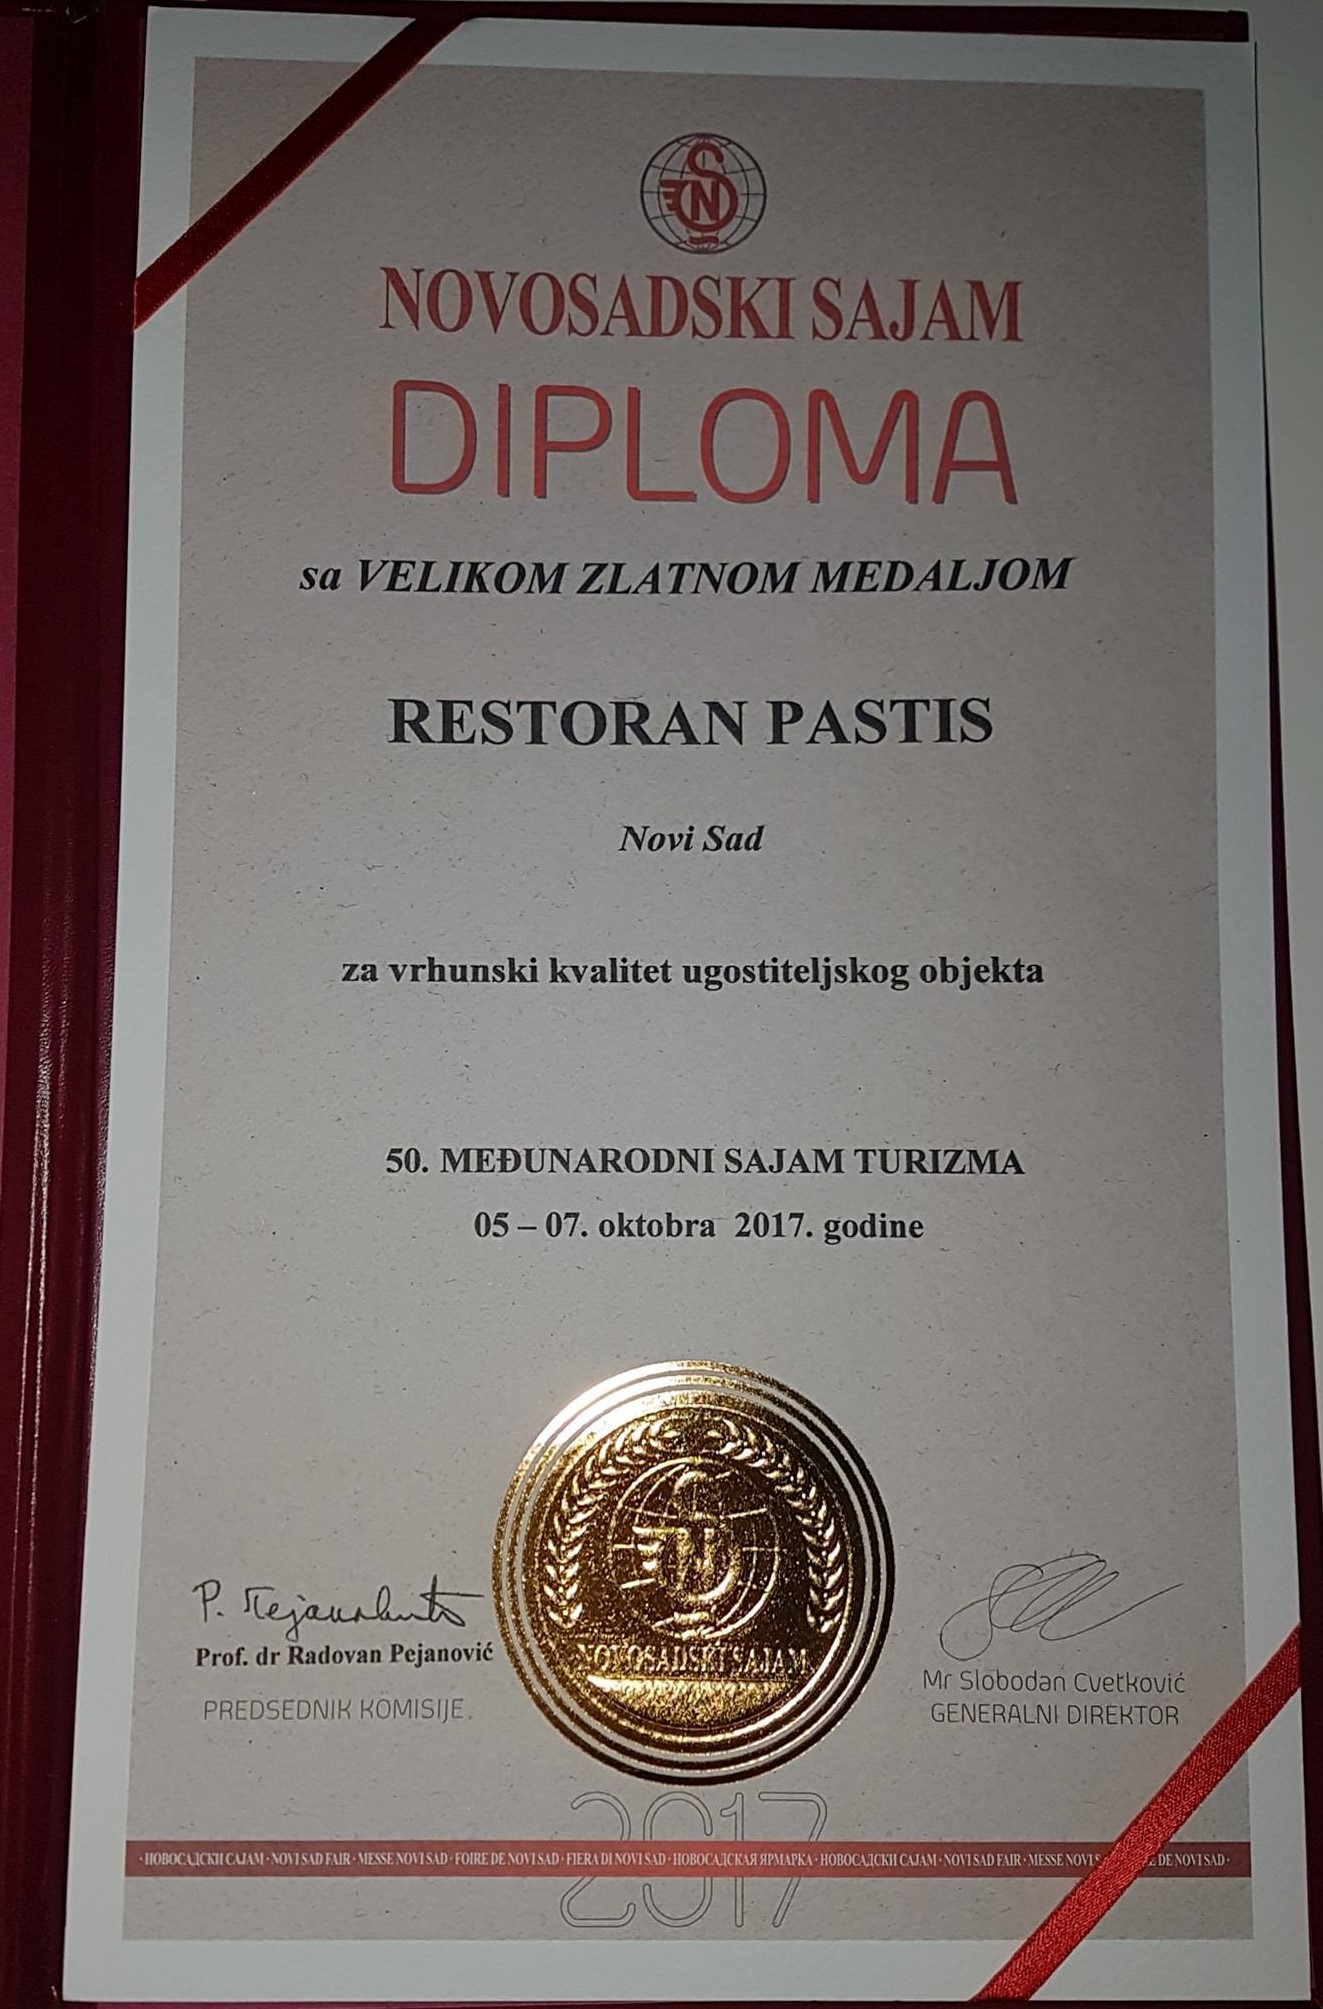 NOVOSADSKI SAJAM
DIPLOMA
sa VELIKOM ZLATNOM MEDALJOM
RESTORAN PASTIS
Novi Sad
za vrhunski kvalitet ugostiteljskog objekta
50. MEĐUNARODNI SAJAM TURIZMA
05 – 07. oktobra 2017. godine
NOVOSADSKI SAJAM
P. Pejanović
Prof. dr Radovan Pejanović
PREDSEDNIK KOMISIJE
Mr Slobodan Cvetković
GENERALNI DIREKTOR
2017
· НОВОСАДСКИ САЈАМ · NOVI SAD FAIR · MESSE NOVI SAD · FOIRE DE NOVI SAD · FIERA DI NOVI SAD · НОВОСАДСКАЯ ЯРМАРКА · НОВОСАДСКИ САЈАМ · NOVI SAD FAIR · MESSE NOVI DE NOVI SAD ·